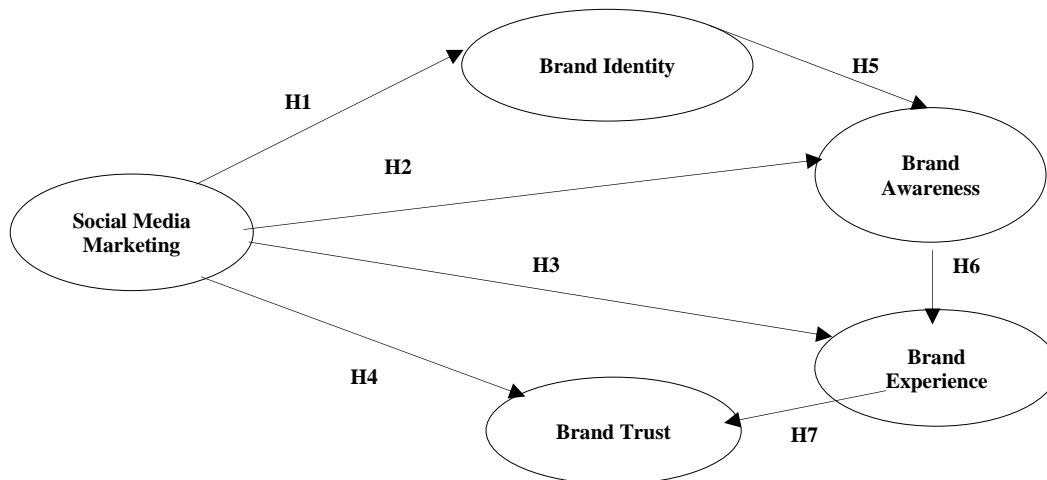 Brand Identity
H5
H1
H2
Brand
Awareness
Social Media
Marketing
H3
H6
H4
Brand
Experience
Brand Trust
H7